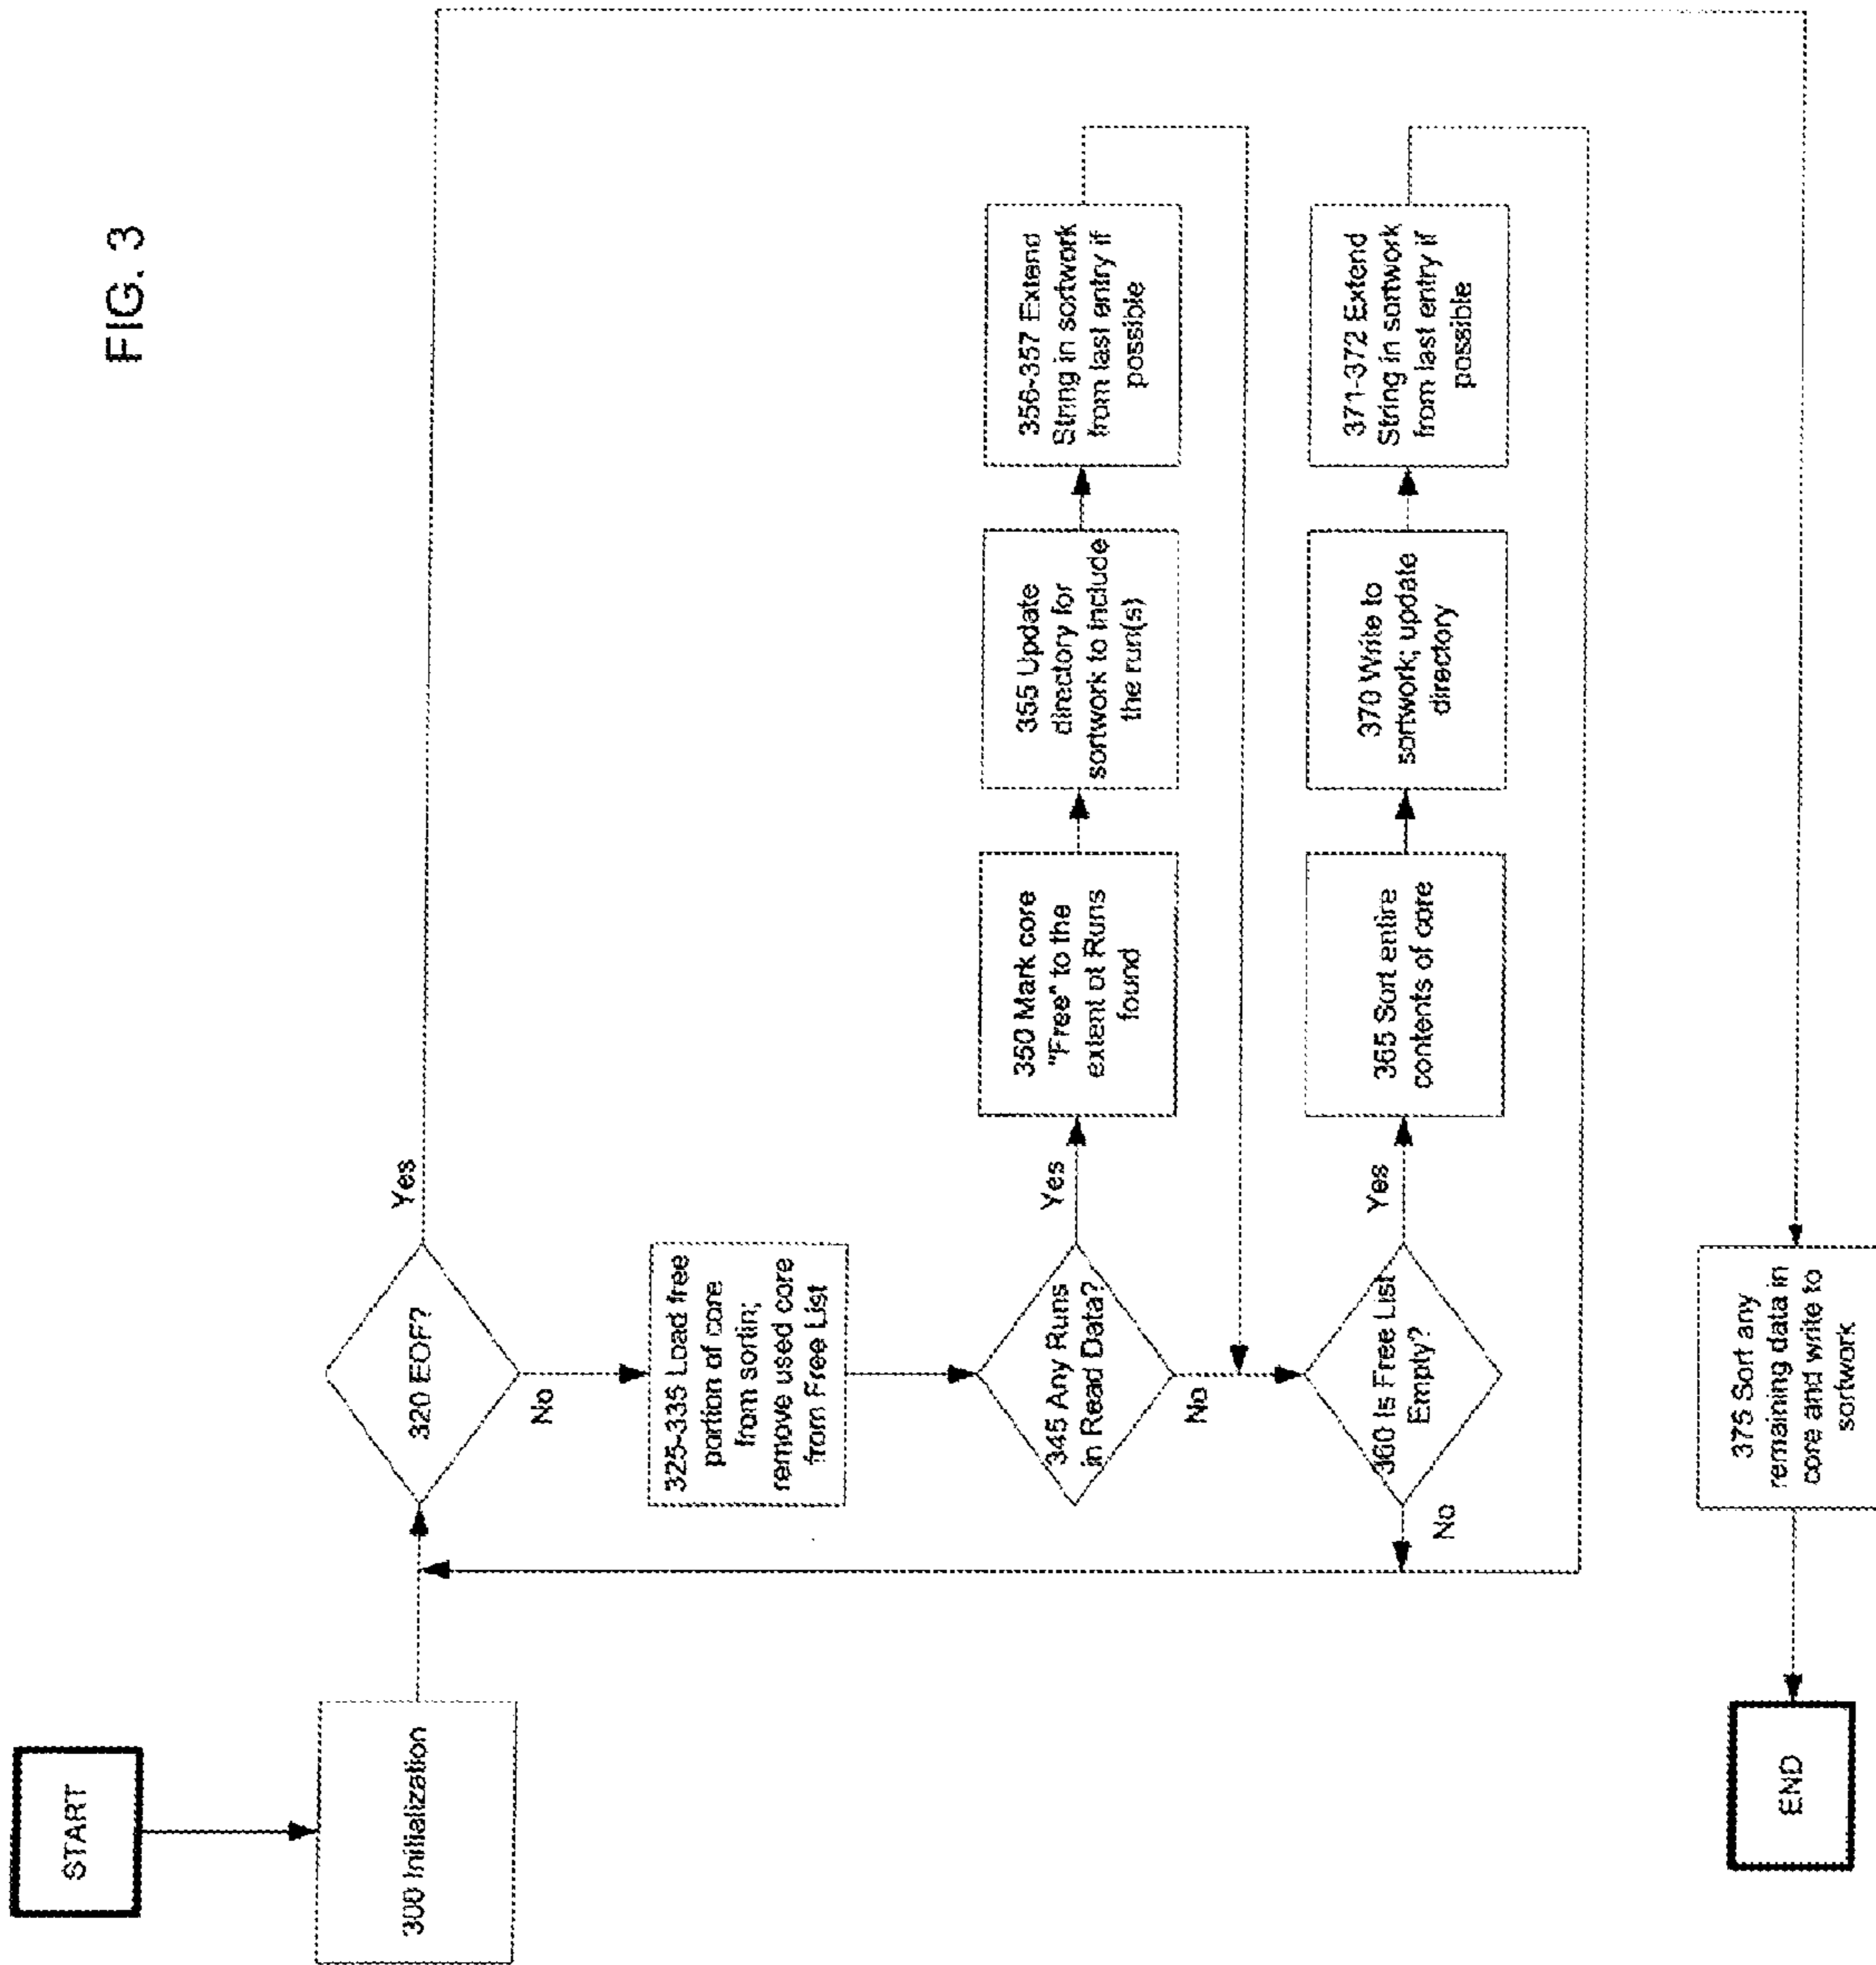 FIG. 3
START
300 Initialization
320 EOF?
Yes
No
325-335 Load free
portion of core
from sortin;
remove used core
from Free List
345 Any Runs
in Read Data?
Yes
No
350 Mark core
"Free" to the
extent of Runs
found
355 Update
directory for
sortwork to include
the run(s)
356-357 Extend
String in sortwork
from last entry if
possible
360 Is Free List
Empty?
Yes
No
365 Sort entire
contents of core
370 Write to
sortwork; update
directory
371-372 Extend
String in sortwork
from last entry if
possible
375 Sort any
remaining data in
core and write to
sortwork
END